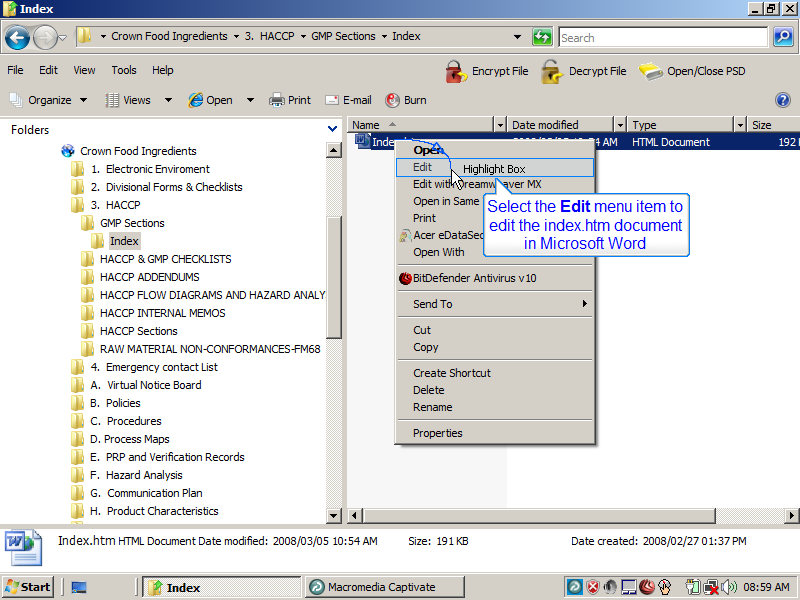 Index
Crown Food Ingredients
3. HACCP
GMP Sections
Index
Search
File
Edit
View
Tools
Help
Encrypt File
Decrypt File
Open/Close PSD
Organize
Views
Open
Print
E-mail
Burn
Folders
Crown Food Ingredients
1. Electronic Enviroment
2. Divisional Forms & Checklists
3. HACCP
GMP Sections
Index
HACCP & GMP CHECKLISTS
HACCP ADDENDUMS
HACCP FLOW DIAGRAMS AND HAZARD ANALY
HACCP INTERNAL MEMOS
HACCP Sections
RAW MATERIAL NON-CONFORMANCES-FM68
4. Emergency contact List
A. Virtual Notice Board
B. Policies
C. Procedures
D. Process Maps
E. PRP and Verification Records
F. Hazard Analysis
G. Communication Plan
H. Product Characteristics
Name
Date modified
Type
Size
AM
HTML Document
192
Open
Edit
Highlight Box
Edit with Dreamweaver MX
Open in Same
Print
Acer eDataSec
Open With
BitDefender Antivirus v10
Send To
Cut
Copy
Create Shortcut
Delete
Rename
Properties
Select the Edit menu item to
edit the index.htm document
in Microsoft Word
Index.htm HTML Document Date modified: 2008/03/05 10:54 AM
Size: 191 KB
Date created: 2008/02/27 01:37 PM
Start
Index
Macromedia Captivate
08:59 AM